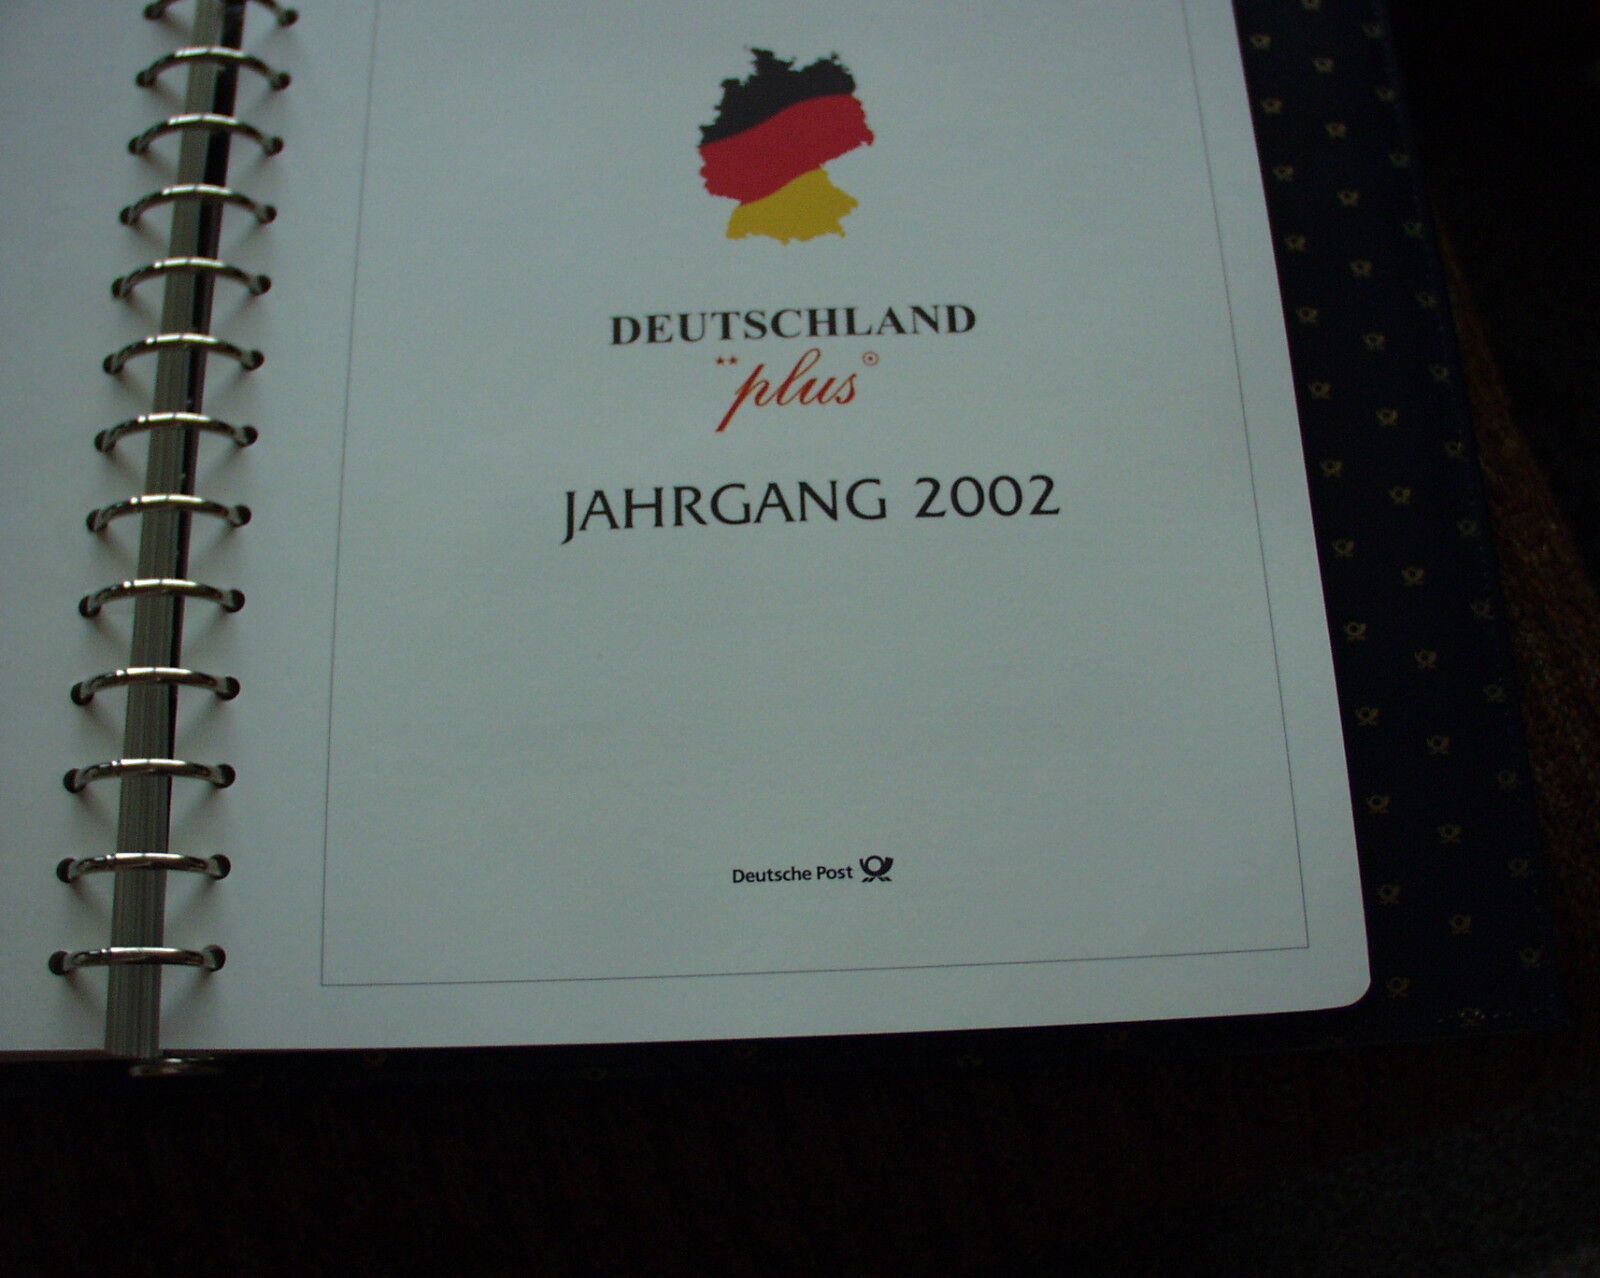 DEUTSCHLAND
plus
JAHRGANG 2002
Deutsche Post